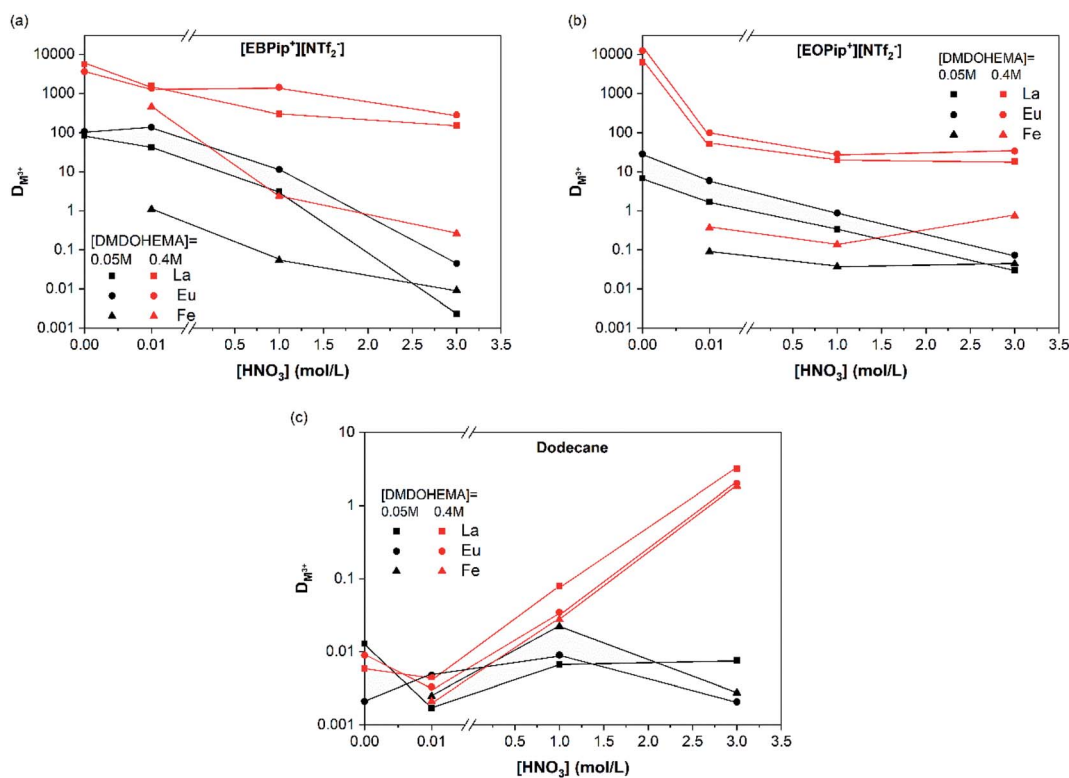 (a)
[EBPip⁺][NTf₂⁻]
10000
1000
100
10
1
0.1
0.01
0.001
D_M³⁺
[DMDOHEMA]=
0.05M 0.4M
La
Eu
Fe
0.00 0.01 0.5 1.0 1.5 2.0 2.5 3.0 3.5
[HNO₃] (mol/L)
(b)
[EOPip⁺][NTf₂⁻]
10000
1000
100
10
1
0.1
0.01
0.001
D_M³⁺
[DMDOHEMA]=
0.05M 0.4M
La
Eu
Fe
0.00 0.01 0.5 1.0 1.5 2.0 2.5 3.0 3.5
[HNO₃] (mol/L)
(c)
Dodecane
10
1
0.1
0.01
0.001
D_M³⁺
[DMDOHEMA]=
0.05M 0.4M
La
Eu
Fe
0.00 0.01 0.5 1.0 1.5 2.0 2.5 3.0 3.5
[HNO₃] (mol/L)